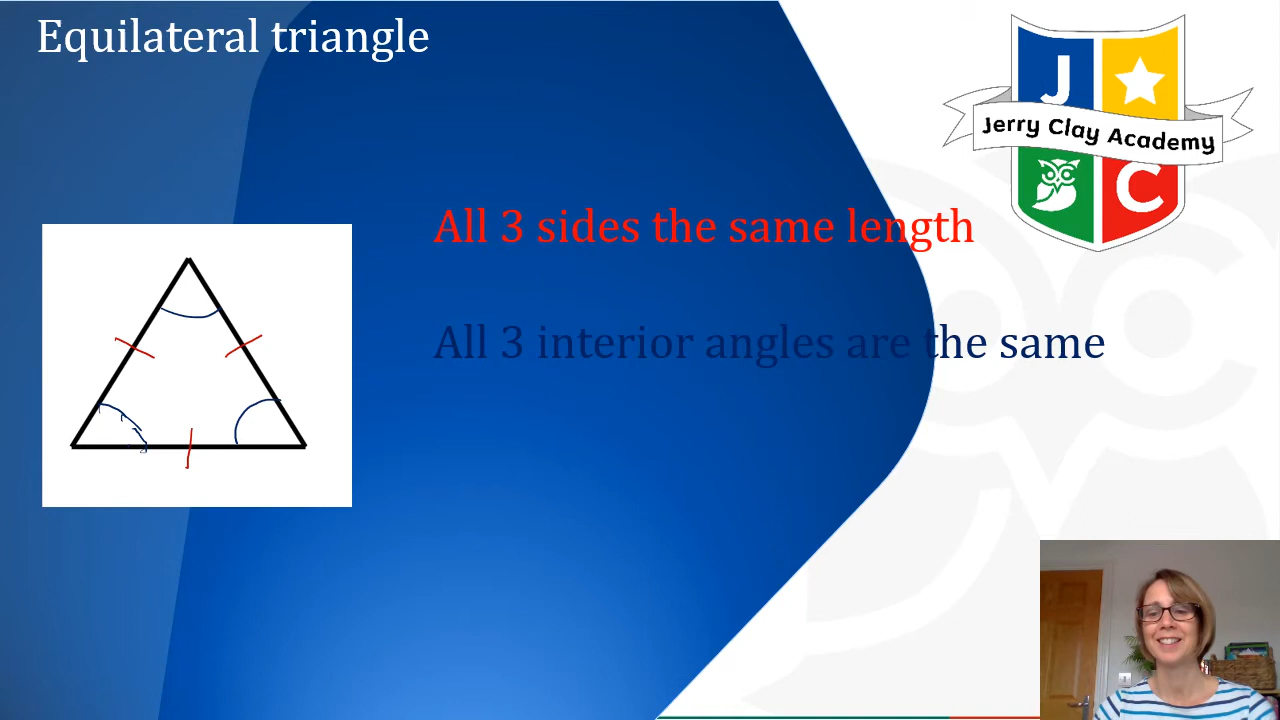 Equilateral triangle
J
Jerry Clay Academy
C
All 3 sides the same length
All 3 interior angles are the same